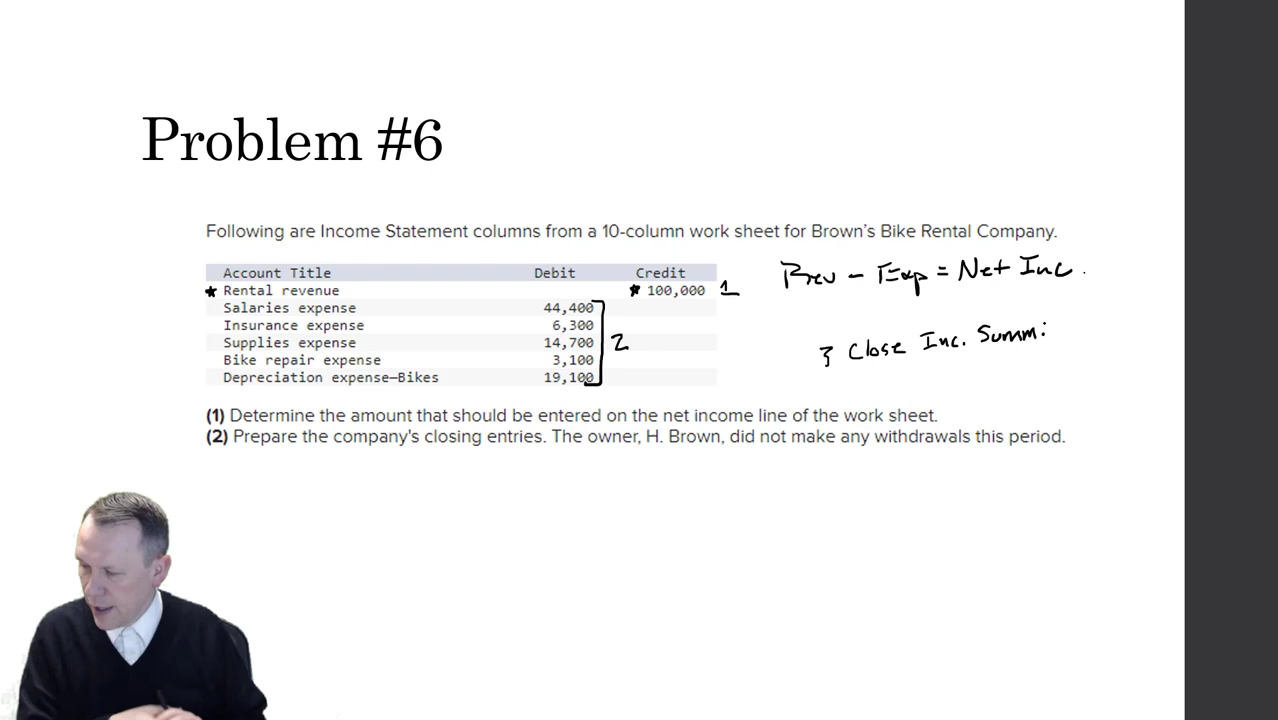 Problem #6
Following are Income Statement columns from a 10-column work sheet for Brown's Bike Rental Company.
Account Title Debit Credit
Rental revenue 100,000 1
Salaries expense 44,400
Insurance expense 6,300
Supplies expense 14,700 2
Bike repair expense 3,100
Depreciation expense—Bikes 19,100
Rev - Exp = Net Inc.
3 Close Inc. Summ:
(1) Determine the amount that should be entered on the net income line of the work sheet.
(2) Prepare the company's closing entries. The owner, H. Brown, did not make any withdrawals this period.